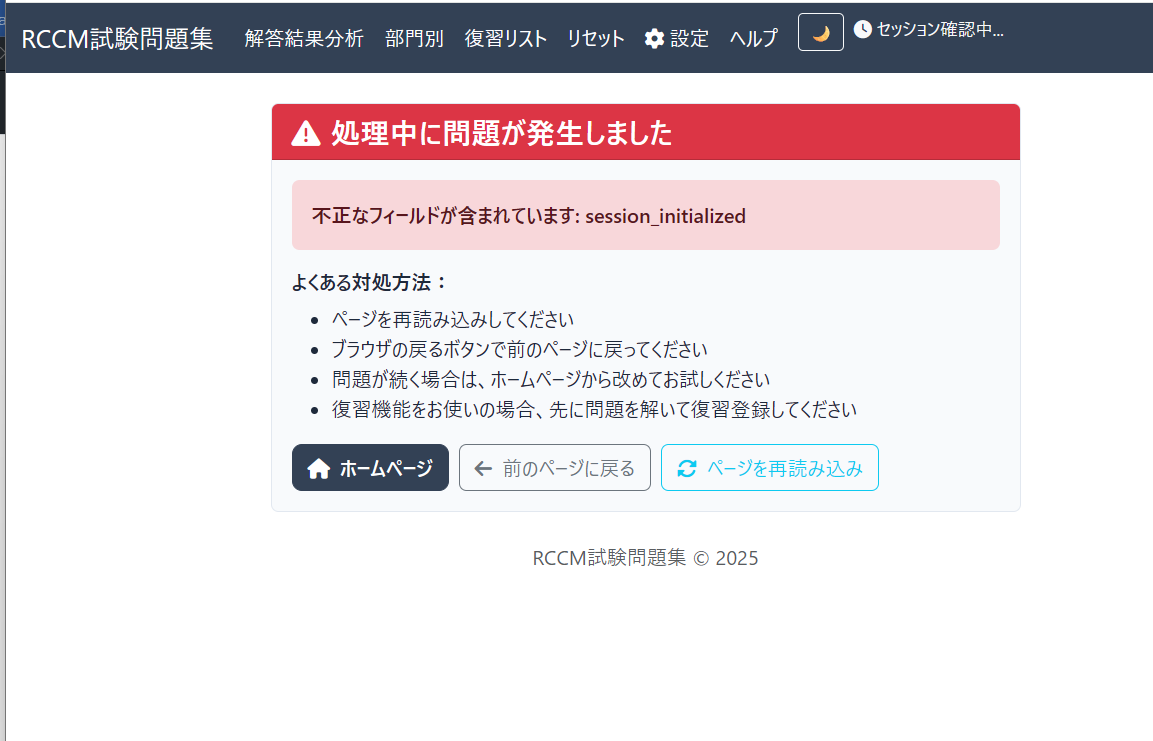 RCCM試験問題集 解答結果分析 部門別 復習リスト リセット 設定 ヘルプ セッション確認中...
処理中に問題が発生しました
不正なフィールドが含まれています: session_initialized
よくある対処方法：
ページを再読み込みしてください
ブラウザの戻るボタンで前のページに戻ってください
問題が続く場合は、ホームページから改めてお試しください
復習機能をお使いの場合、先に問題を解いて復習登録してください
ホームページ 前のページに戻る ページを再読み込み
RCCM試験問題集 © 2025